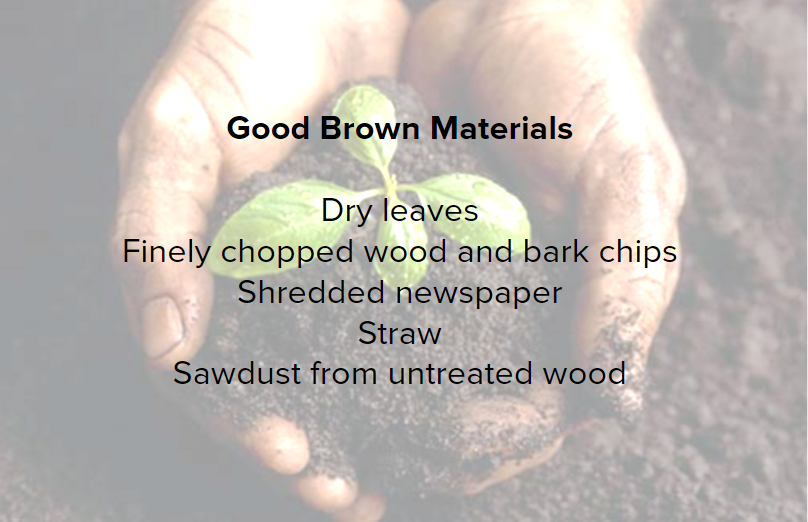 Good Brown Materials
Dry leaves
Finely chopped wood and bark chips
Shredded newspaper
Straw
Sawdust from untreated wood